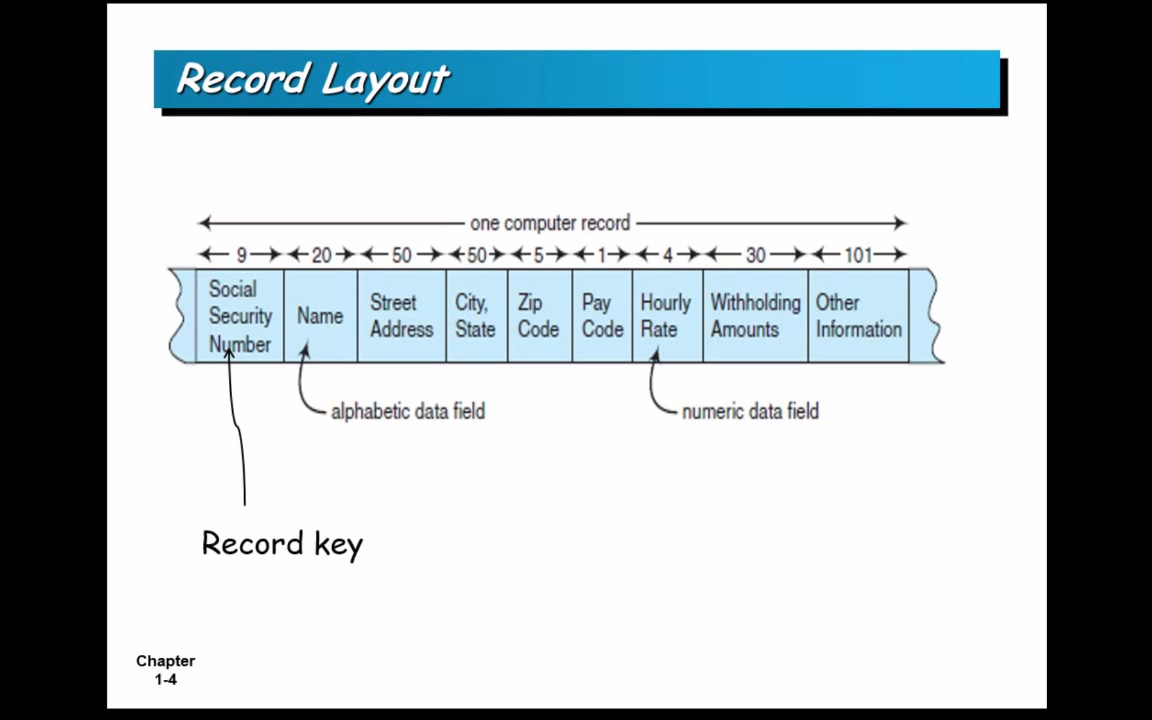 Record Layout
one computer record
9 20 50 50 5 1 4 30 101
Social Security Number
Name
Street Address
City, State
Zip Code
Pay Code
Hourly Rate
Withholding Amounts
Other Information
alphabetic data field
numeric data field
Record key
Chapter
1-4